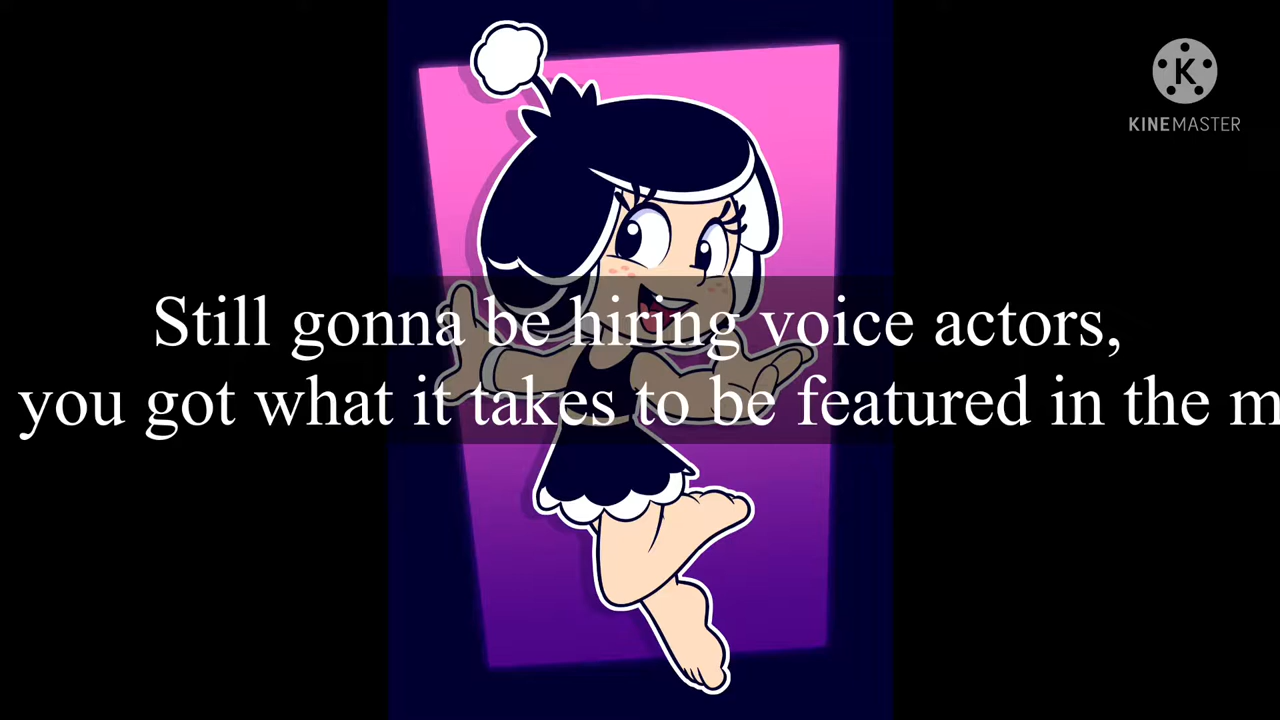 KINEMASTER
Still gonna be hiring voice actors,
you got what it takes to be featured in the